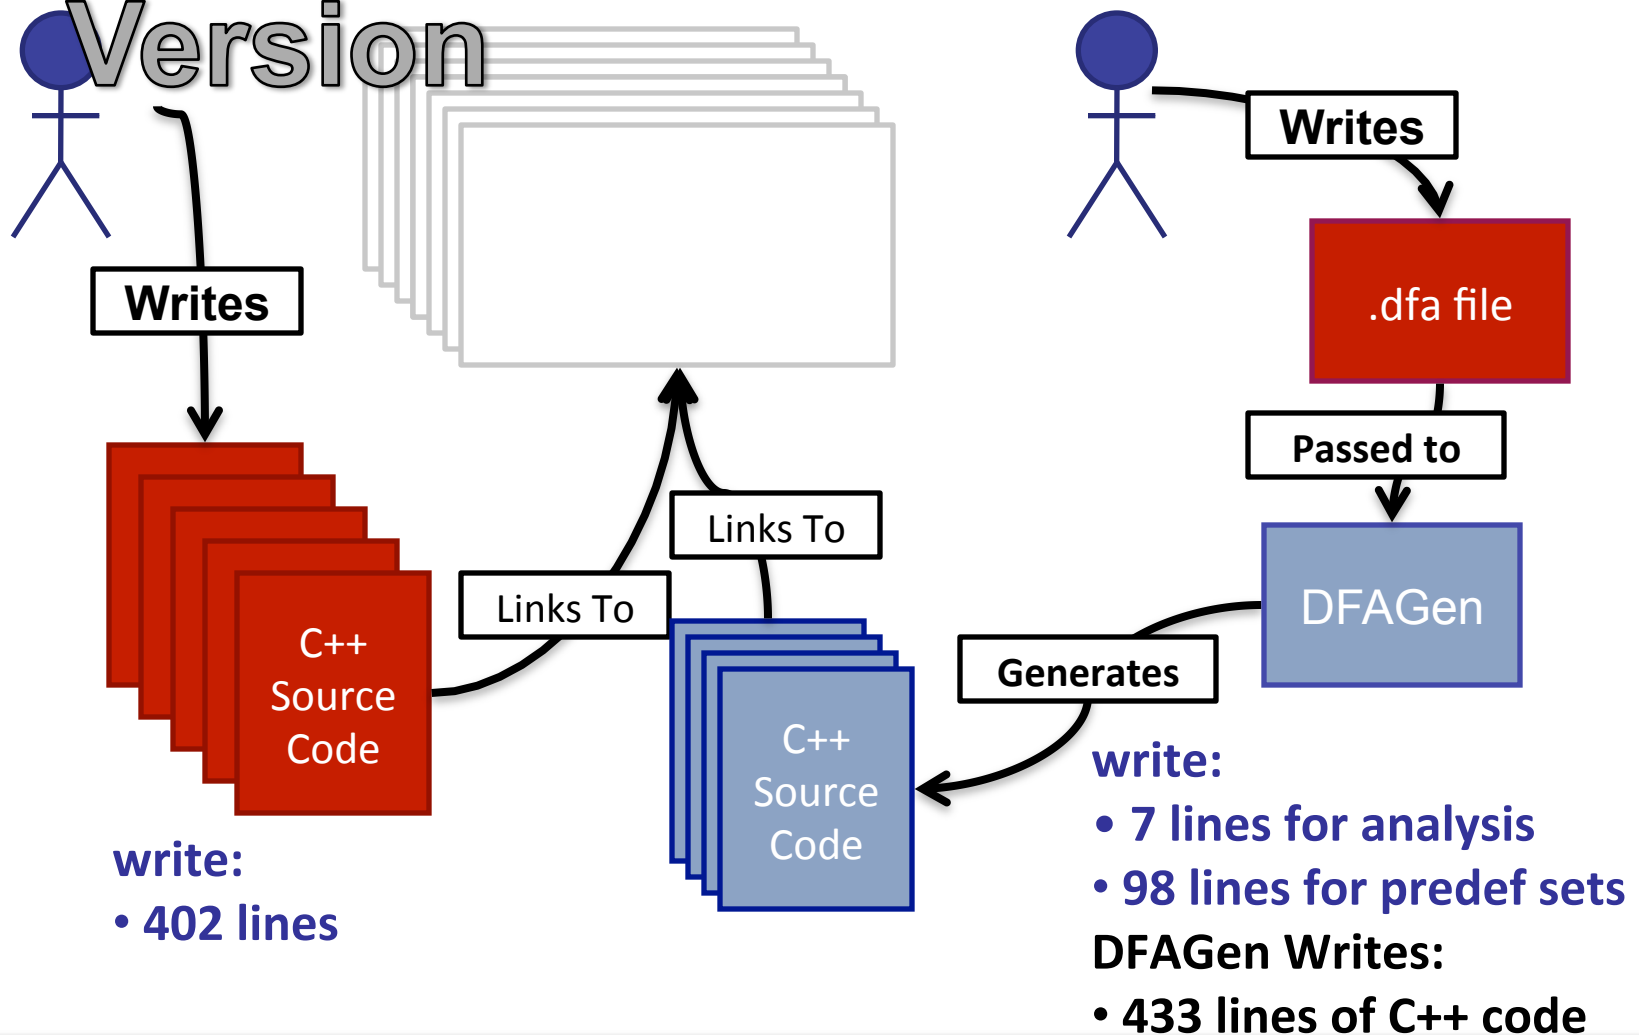 Version
Writes
Writes
.dfa file
Passed to
Links To
Links To
DFAGen
C++
Source
Code
Generates
C++
Source
Code
write:
• 402 lines
write:
• 7 lines for analysis
• 98 lines for predef sets
DFAGen Writes:
• 433 lines of C++ code